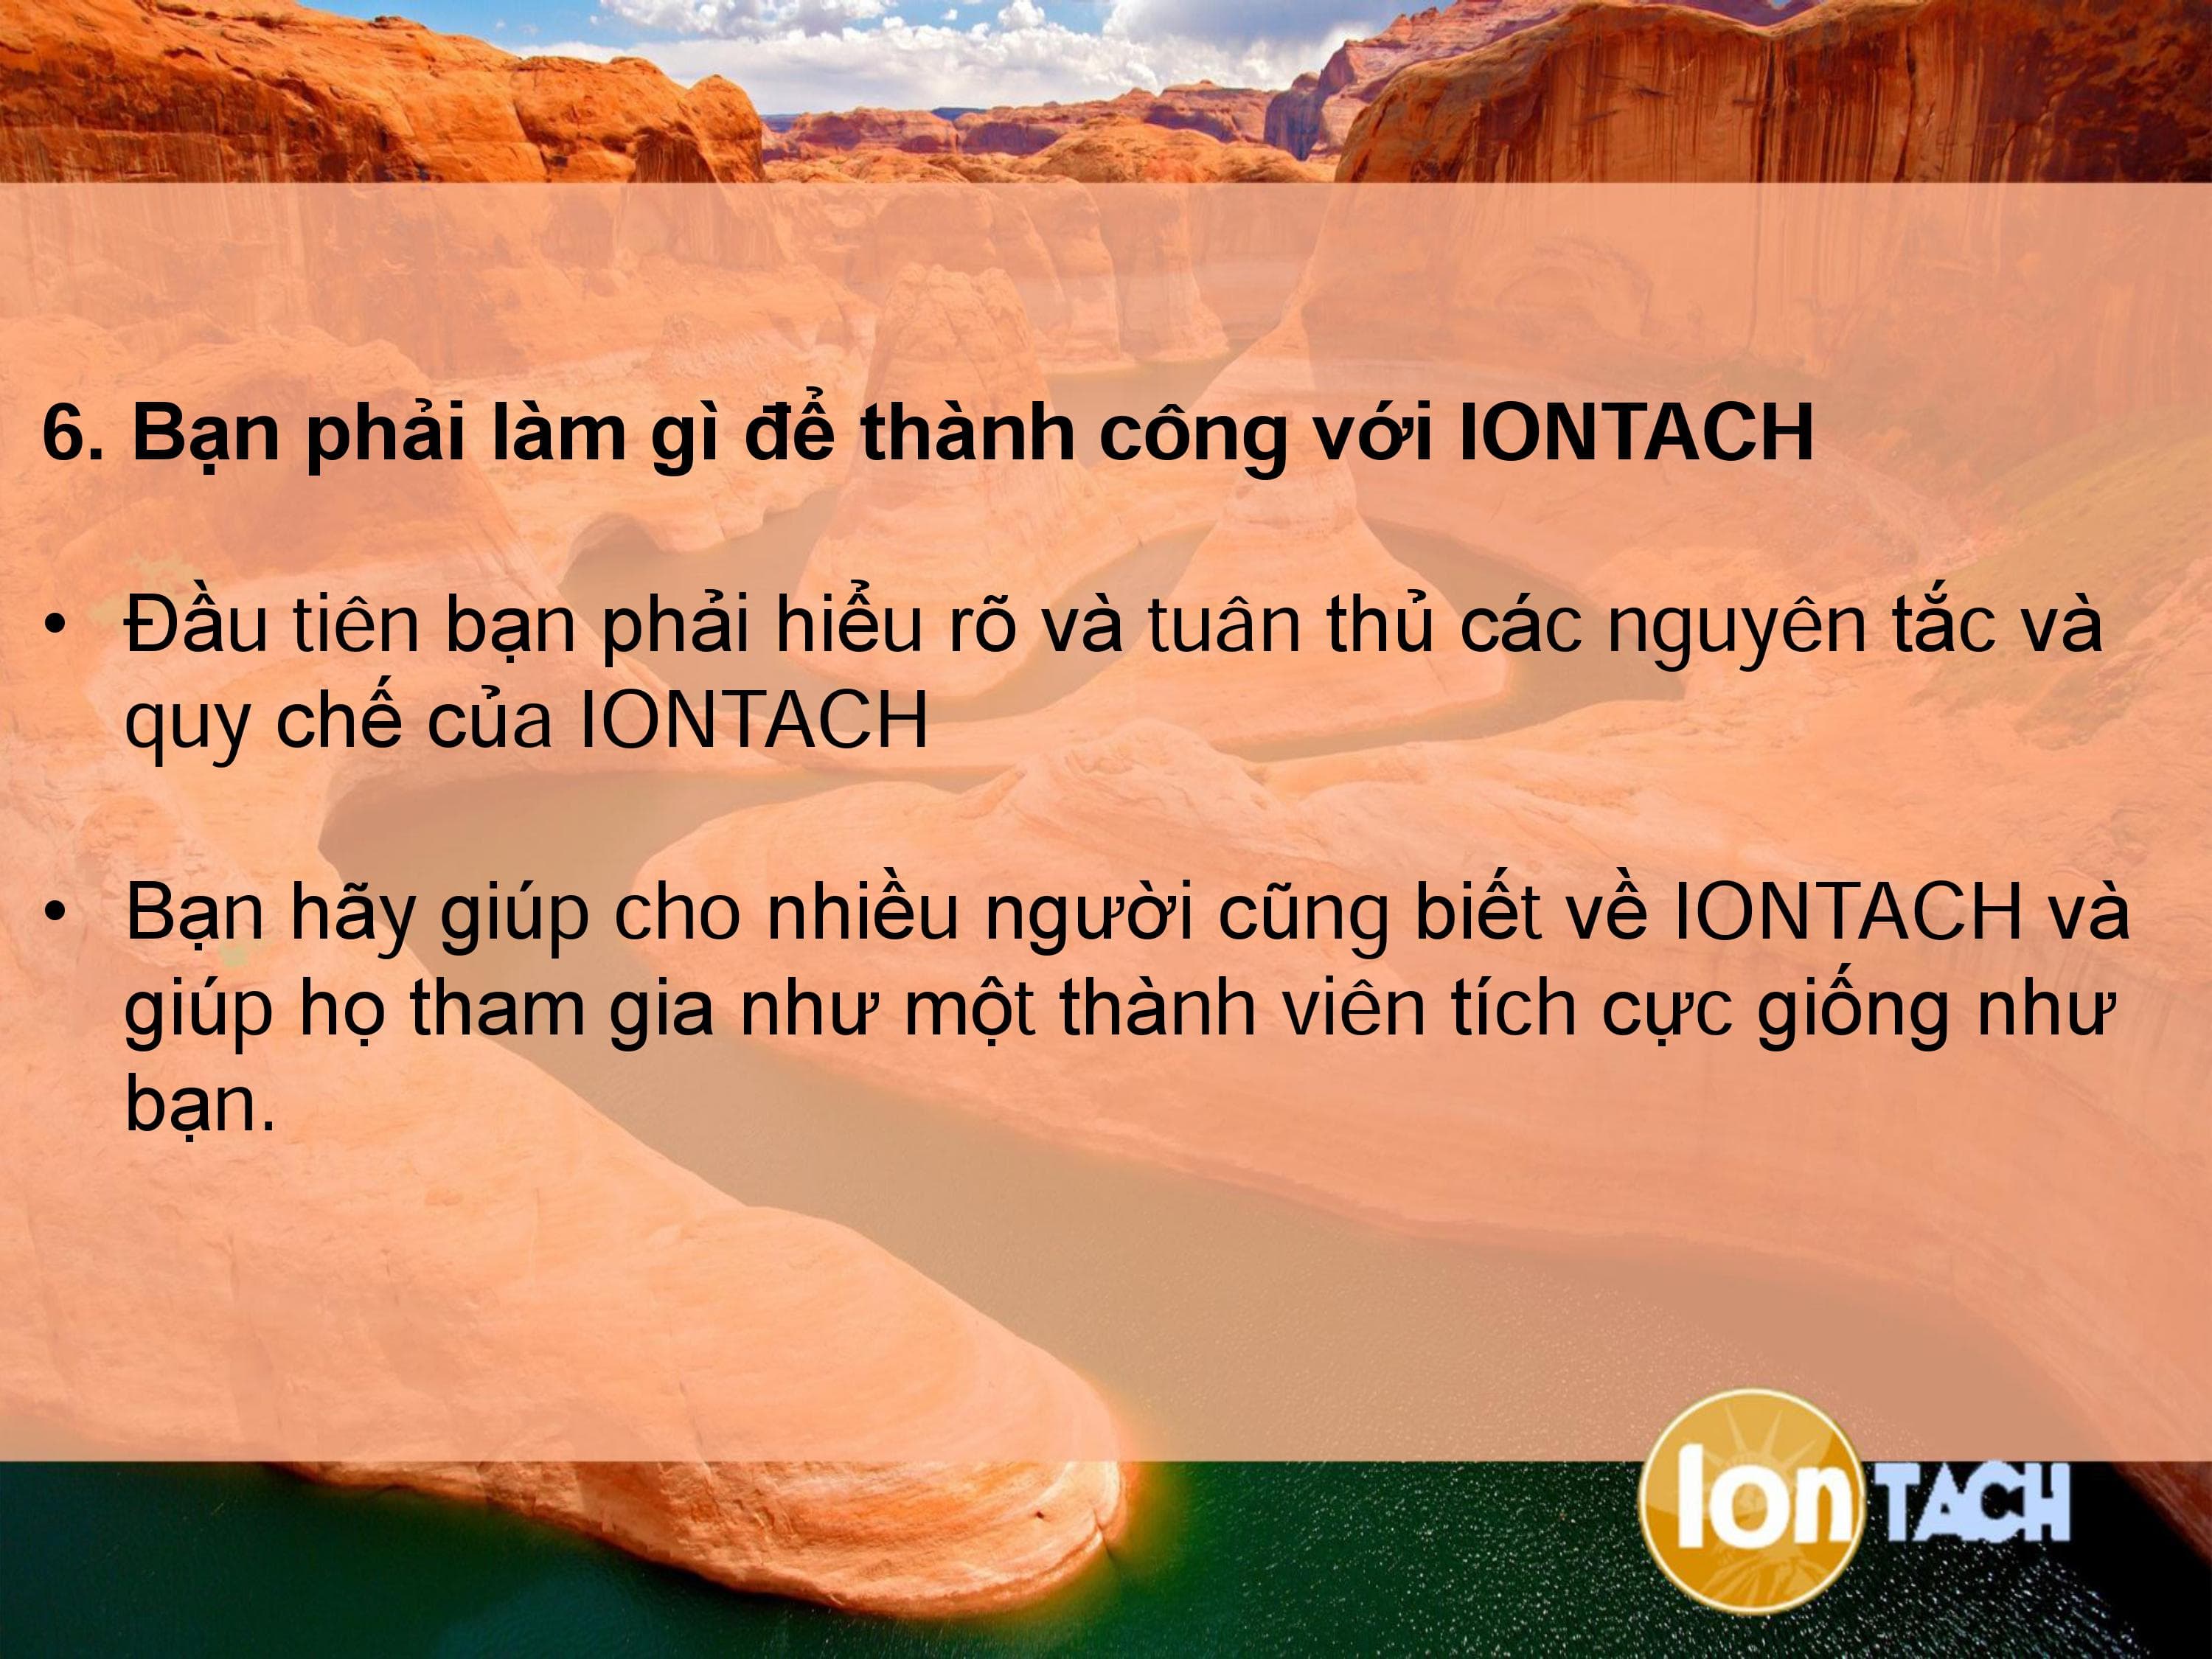 6. Bạn phải làm gì để thành công với IONTACH
• Đầu tiên bạn phải hiểu rõ và tuân thủ các nguyên tắc và
quy chế của IONTACH
• Bạn hãy giúp cho nhiều người cũng biết về IONTACH và
giúp họ tham gia như một thành viên tích cực giống như
bạn.
Ion TACH